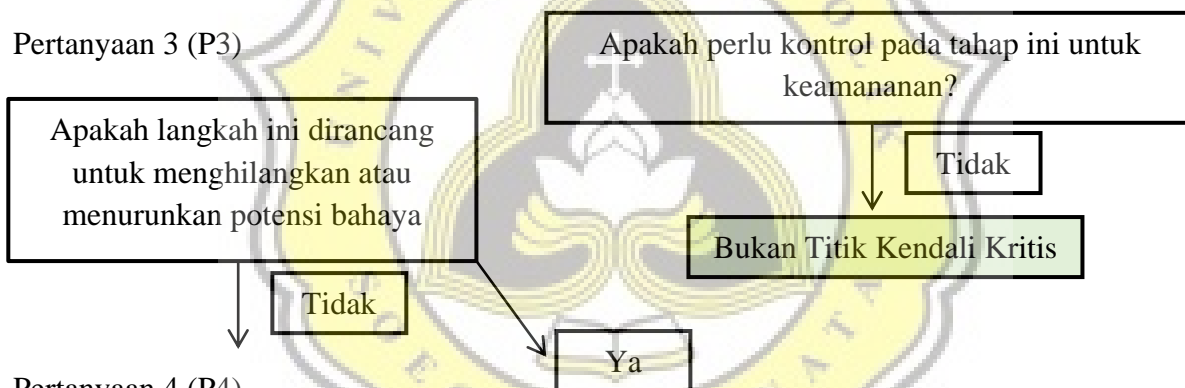 Pertanyaan 3 (P3)
Apakah perlu kontrol pada tahap ini untuk
keamananan?
Apakah langkah ini dirancang
untuk menghilangkan atau
menurunkan potensi bahaya
Tidak
Bukan Titik Kendali Kritis
Tidak
Ya
Pertanyaan 4 (P4)